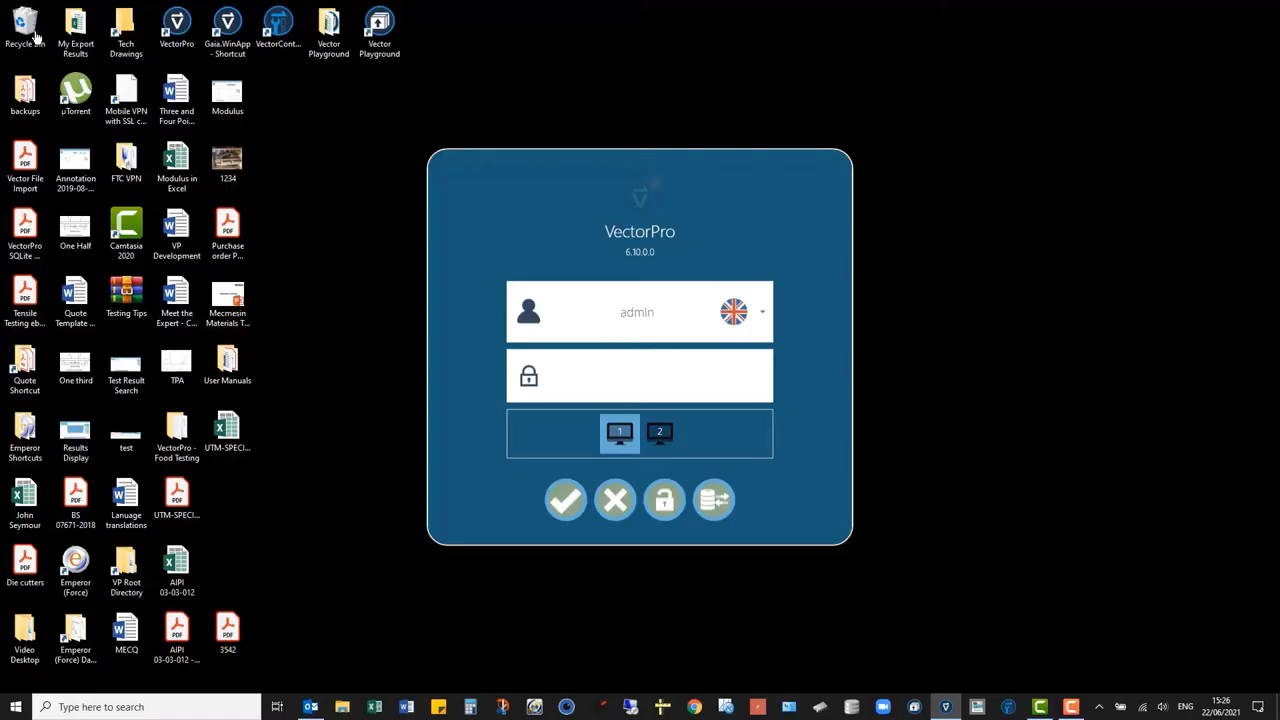 Recycle Bin
My Export
Results
Tech
Drawings
VectorPro
Gaia.WinApp
- Shortcut
VectorCont...
Vector
Playground
Vector
Playground
backups
µTorrent
Mobile VPN
with SSL c...
Three and
Four Poi...
Modulus
Vector File
Import
Annotation
2019-08-...
FTC VPN
Modulus in
Excel
1234
VectorPro
SQLite ...
One Half
Camtasia
2020
VP
Development
Purchase
order P...
Tensile
Testing eb...
Quote
Template ...
Testing Tips
Meet the
Expert - C...
Mecmesin
Materials T...
Quote
Shortcut
One third
Test Result
Search
TPA
User Manuals
Emperor
Shortcuts
Results
Display
test
VectorPro -
Food Testing
UTM-SPECI...
John
Seymour
BS
07671-2018
Lanuage
translations
UTM-SPECI...
Die cutters
Emperor
(Force)
VP Root
Directory
AIPI
03-03-012
Video
Desktop
Emperor
(Force) Da...
MECQ
AIPI
03-03-012 -...
3542
VectorPro
6.10.0.0
admin
1
2
Type here to search
15:26
22/06/2021